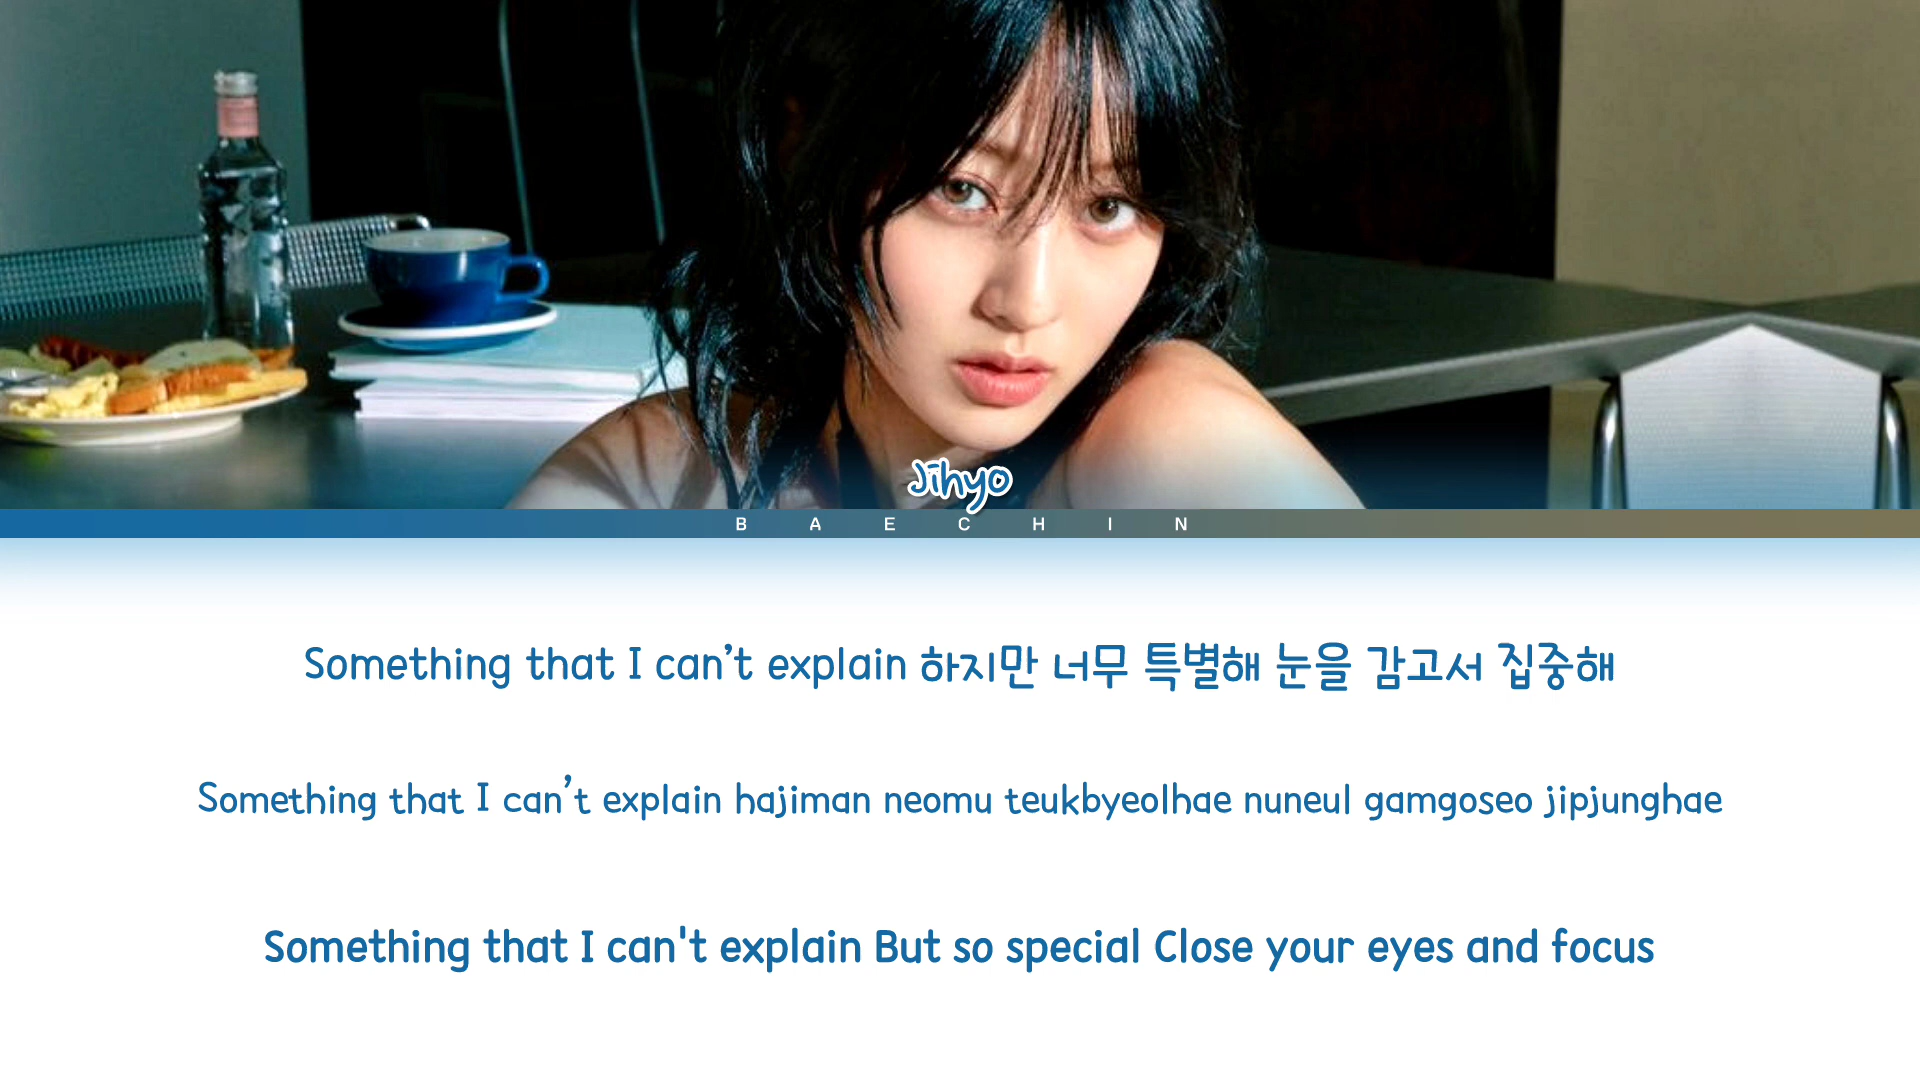 Jihyo
BAECHIN
Something that I can’t explain 하지만 너무 특별해 눈을 감고서 집중해
Something that I can’t explain hajiman neomu teukbyeolhae nuneul gamgoseo jipjunghae
Something that I can't explain But so special Close your eyes and focus